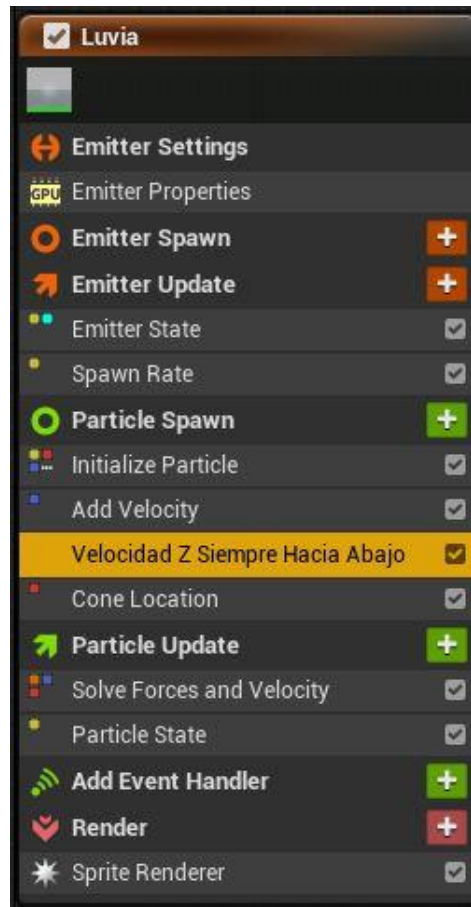 Luvia
Emitter Settings
GPU Emitter Properties
Emitter Spawn
Emitter Update
Emitter State
Spawn Rate
Particle Spawn
Initialize Particle
Add Velocity
Velocidad Z Siempre Hacia Abajo
Cone Location
Particle Update
Solve Forces and Velocity
Particle State
Add Event Handler
Render
Sprite Renderer